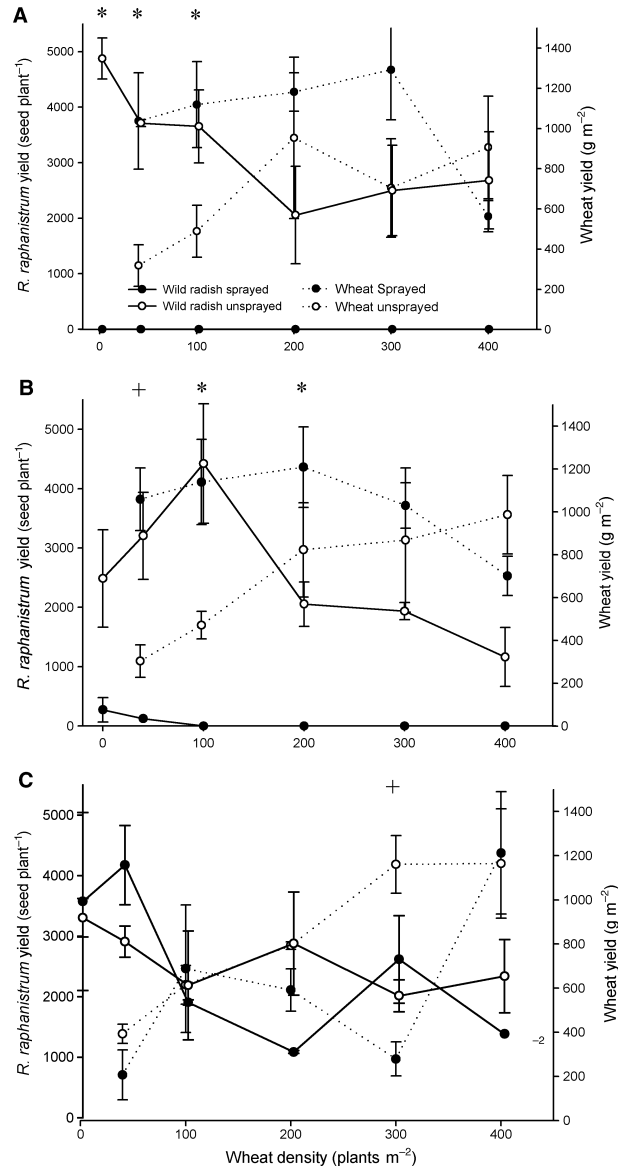 A
* * *
R. raphanistrum yield (seed plant⁻¹)
5000
4000
3000
2000
1000
0
1400
1200
1000
800
600
400
200
0
Wheat yield (g m⁻²)
Wild radish sprayed
Wild radish unsprayed
Wheat Sprayed
Wheat unsprayed
0 100 200 300 400
B
+ * *
R. raphanistrum yield (seed plant⁻¹)
5000
4000
3000
2000
1000
0
1400
1200
1000
800
600
400
200
0
Wheat yield (g m⁻²)
0 100 200 300 400
C
+
R. raphanistrum yield (seed plant⁻¹)
5000
4000
3000
2000
1000
0
1400
1200
1000
800
600
400
200
0
Wheat yield (g m⁻²)
−2
0 100 200 300 400
Wheat density (plants m⁻²)